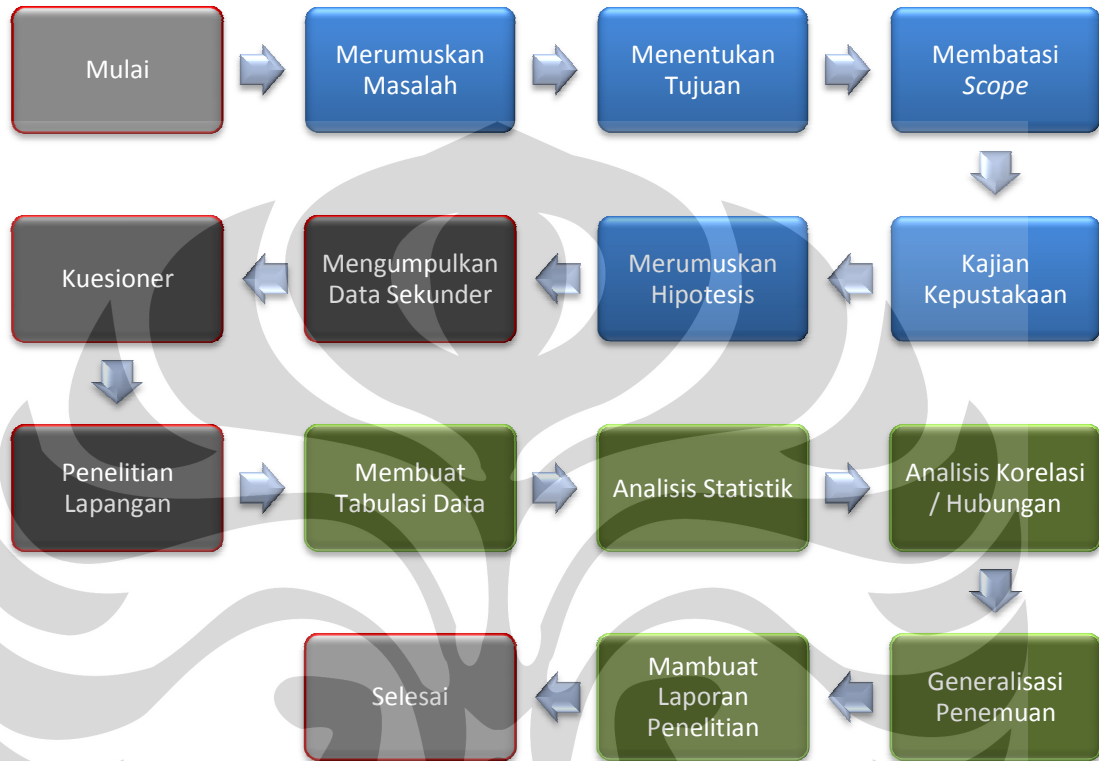 Mulai
Merumuskan
Masalah
Menentukan
Tujuan
Membatasi
Scope
Kajian
Kepustakaan
Merumuskan
Hipotesis
Mengumpulkan
Data Sekunder
Kuesioner
Penelitian
Lapangan
Membuat
Tabulasi Data
Analisis Statistik
Analisis Korelasi
/ Hubungan
Generalisasi
Penemuan
Mambuat
Laporan
Penelitian
Selesai